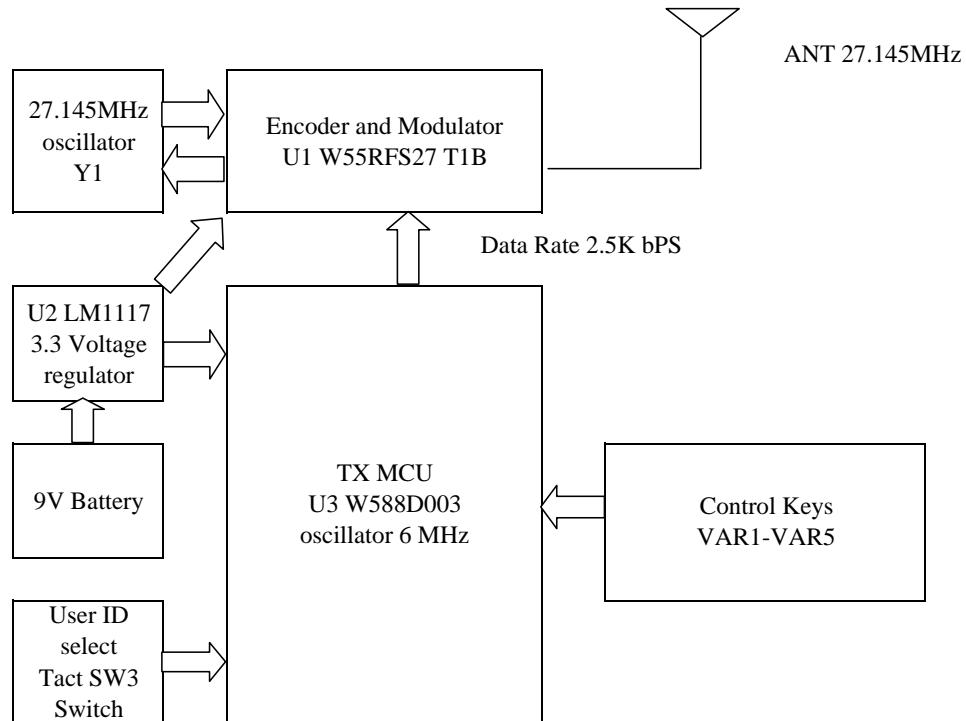 ANT 27.145MHz
27.145MHz
oscillator
Y1
Encoder and Modulator
U1 W55RFS27 T1B
Data Rate 2.5K bPS
U2 LM1117
3.3 Voltage
regulator
9V Battery
TX MCU
U3 W588D003
oscillator 6 MHz
Control Keys
VAR1-VAR5
User ID
select
Tact SW3
Switch